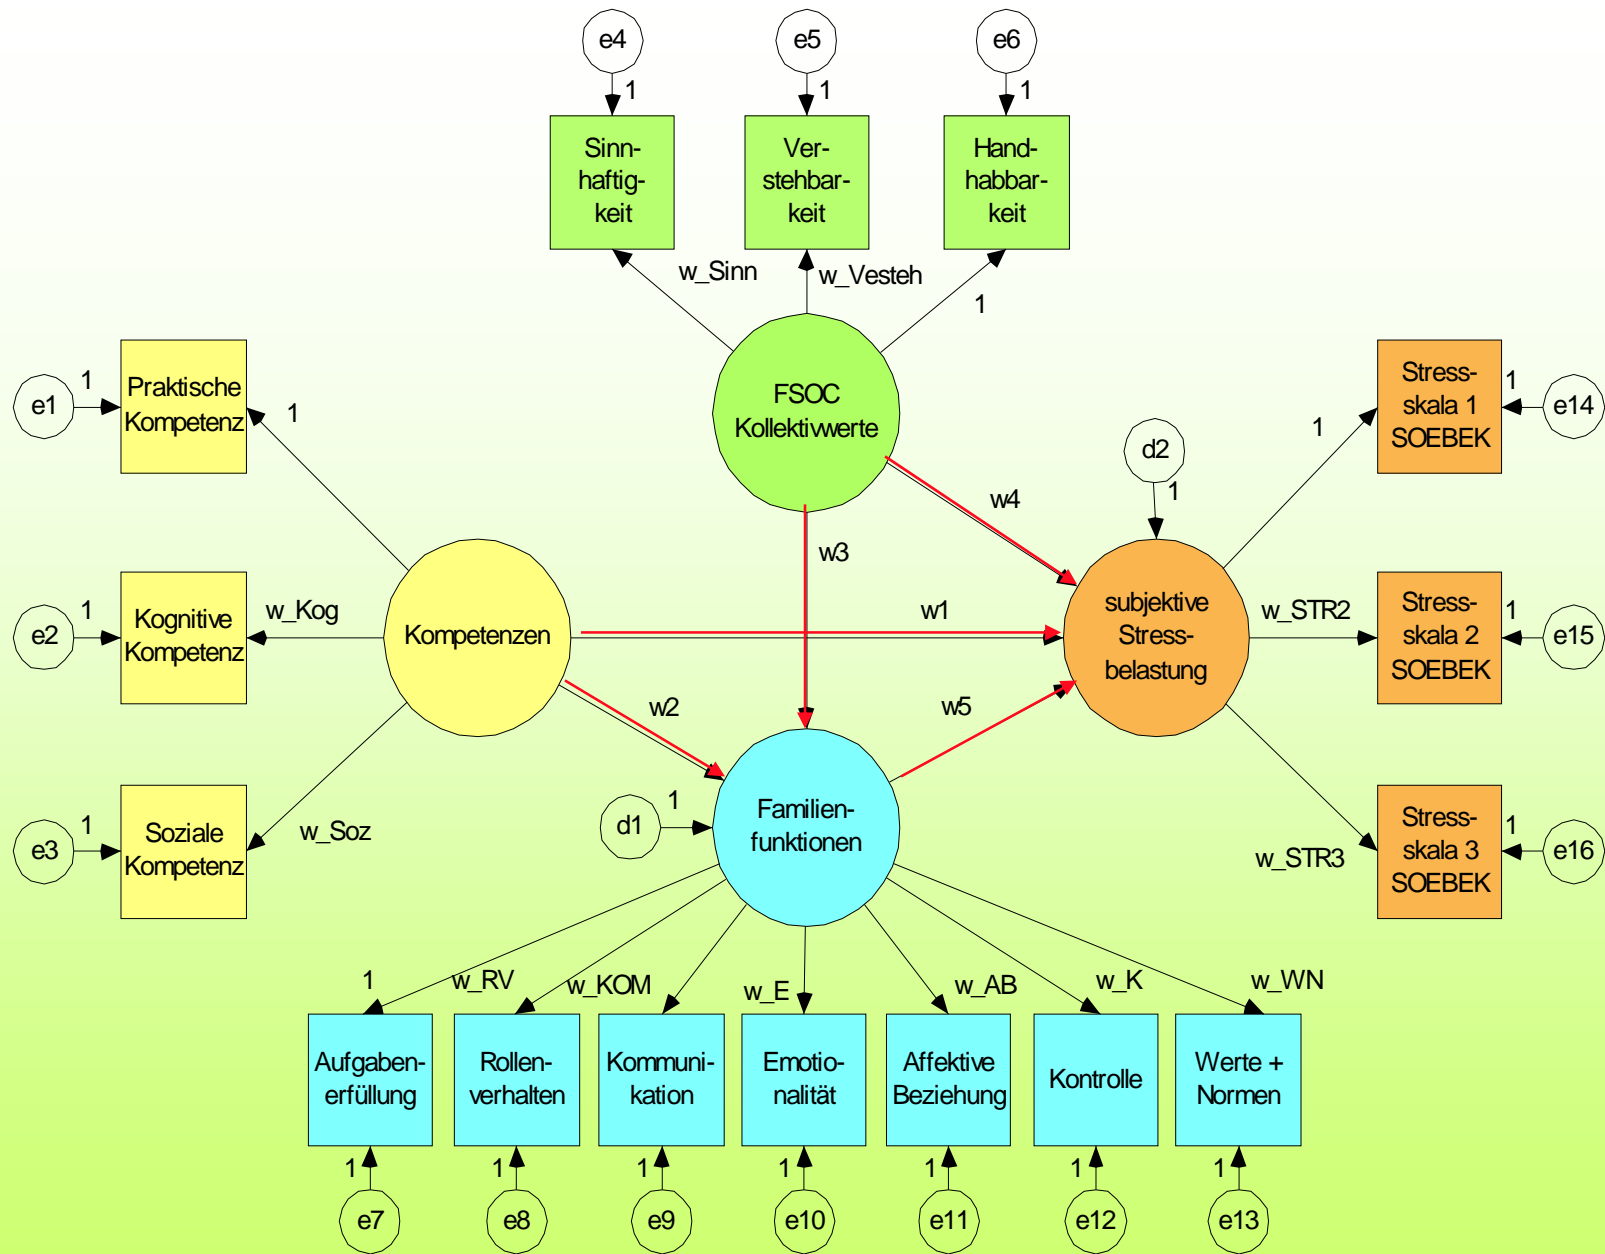 e4
e5
e6
1
1
1
Sinn-
haftig-
keit
Ver-
stehbar-
keit
Hand-
habbar-
keit
w_Sinn
w_Vesteh
1
FSOC
Kollektivwerte
e1
1
Praktische
Kompetenz
1
e2
1
Kognitive
Kompetenz
w_Kog
e3
1
Soziale
Kompetenz
w_Soz
Kompetenzen
w1
w2
w3
w4
w5
d2
1
subjektive
Stress-
belastung
1
Stress-
skala 1
SOEBEK
1
e14
w_STR2
Stress-
skala 2
SOEBEK
1
e15
w_STR3
Stress-
skala 3
SOEBEK
1
e16
d1
1
Familien-
funktionen
1
w_RV
w_KOM
w_E
w_AB
w_K
w_WN
Aufgaben-
erfüllung
Rollen-
verhalten
Kommuni-
kation
Emotio-
nalität
Affektive
Beziehung
Kontrolle
Werte +
Normen
1
1
1
1
1
1
1
e7
e8
e9
e10
e11
e12
e13